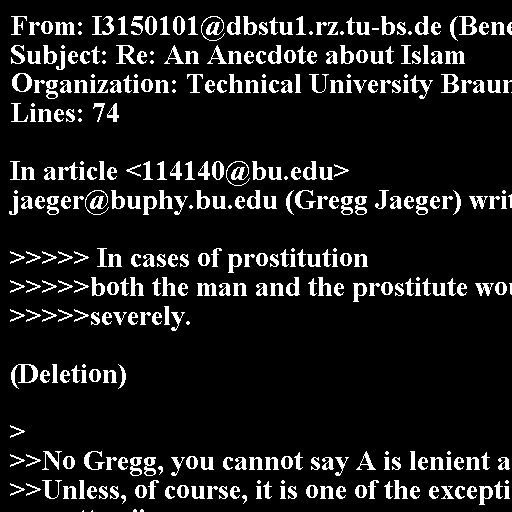 From: I3150101@dbstu1.rz.tu-bs.de (Bene
Subject: Re: An Anecdote about Islam
Organization: Technical University Braun
Lines: 74

In article <114140@bu.edu>
jaeger@buphy.bu.edu (Gregg Jaeger) writ

>>>>> In cases of prostitution
>>>>>both the man and the prostitute wou
>>>>>severely.

(Deletion)

>
>>No Gregg, you cannot say A is lenient a
>>Unless, of course, it is one of the excepti